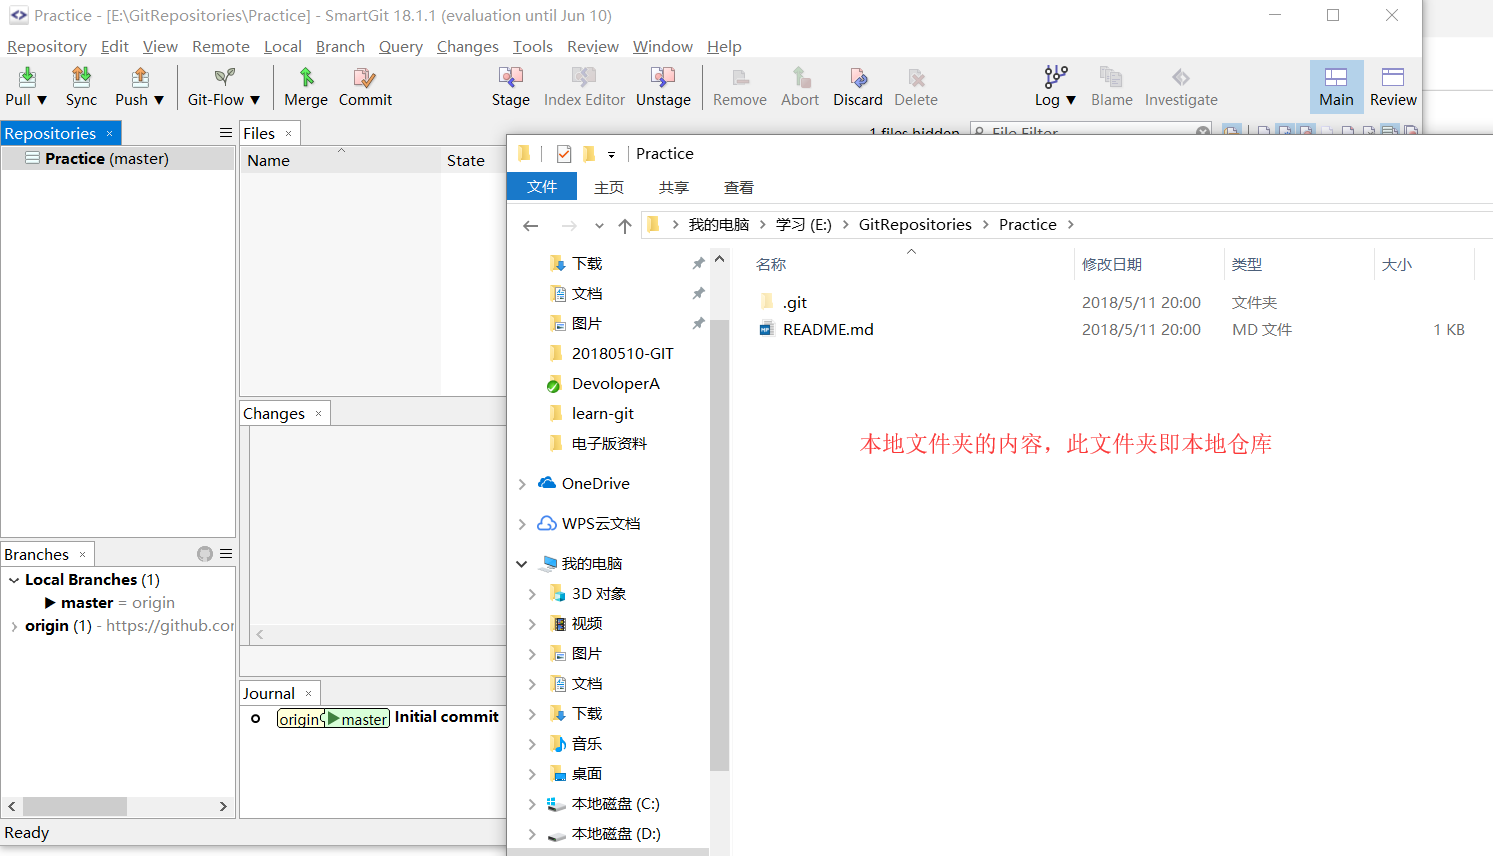 Practice - [E:\GitRepositories\Practice] - SmartGit 18.1.1 (evaluation until Jun 10)
Repository Edit View Remote Local Branch Query Changes Tools Review Window Help
Pull ▼ Sync Push ▼ Git-Flow ▼ Merge Commit Stage Index Editor Unstage Remove Abort Discard Delete Log ▼ Blame Investigate Main Review
Repositories
Practice (master)
Files
1 files hidden
File Filter
Name State
Changes
Branches
Local Branches (1)
master = origin
origin (1) - https://github.co
Journal
origin master Initial commit
Ready
Practice
文件 主页 共享 查看
我的电脑 > 学习 (E:) > GitRepositories > Practice >
名称 修改日期 类型 大小
.git 2018/5/11 20:00 文件夹
README.md 2018/5/11 20:00 MD 文件 1 KB
本地文件夹的内容，此文件夹即本地仓库
下载
文档
图片
20180510-GIT
DevoloperA
learn-git
电子版资料
OneDrive
WPS云文档
我的电脑
3D 对象
视频
图片
文档
下载
音乐
桌面
本地磁盘 (C:)
本地磁盘 (D:)